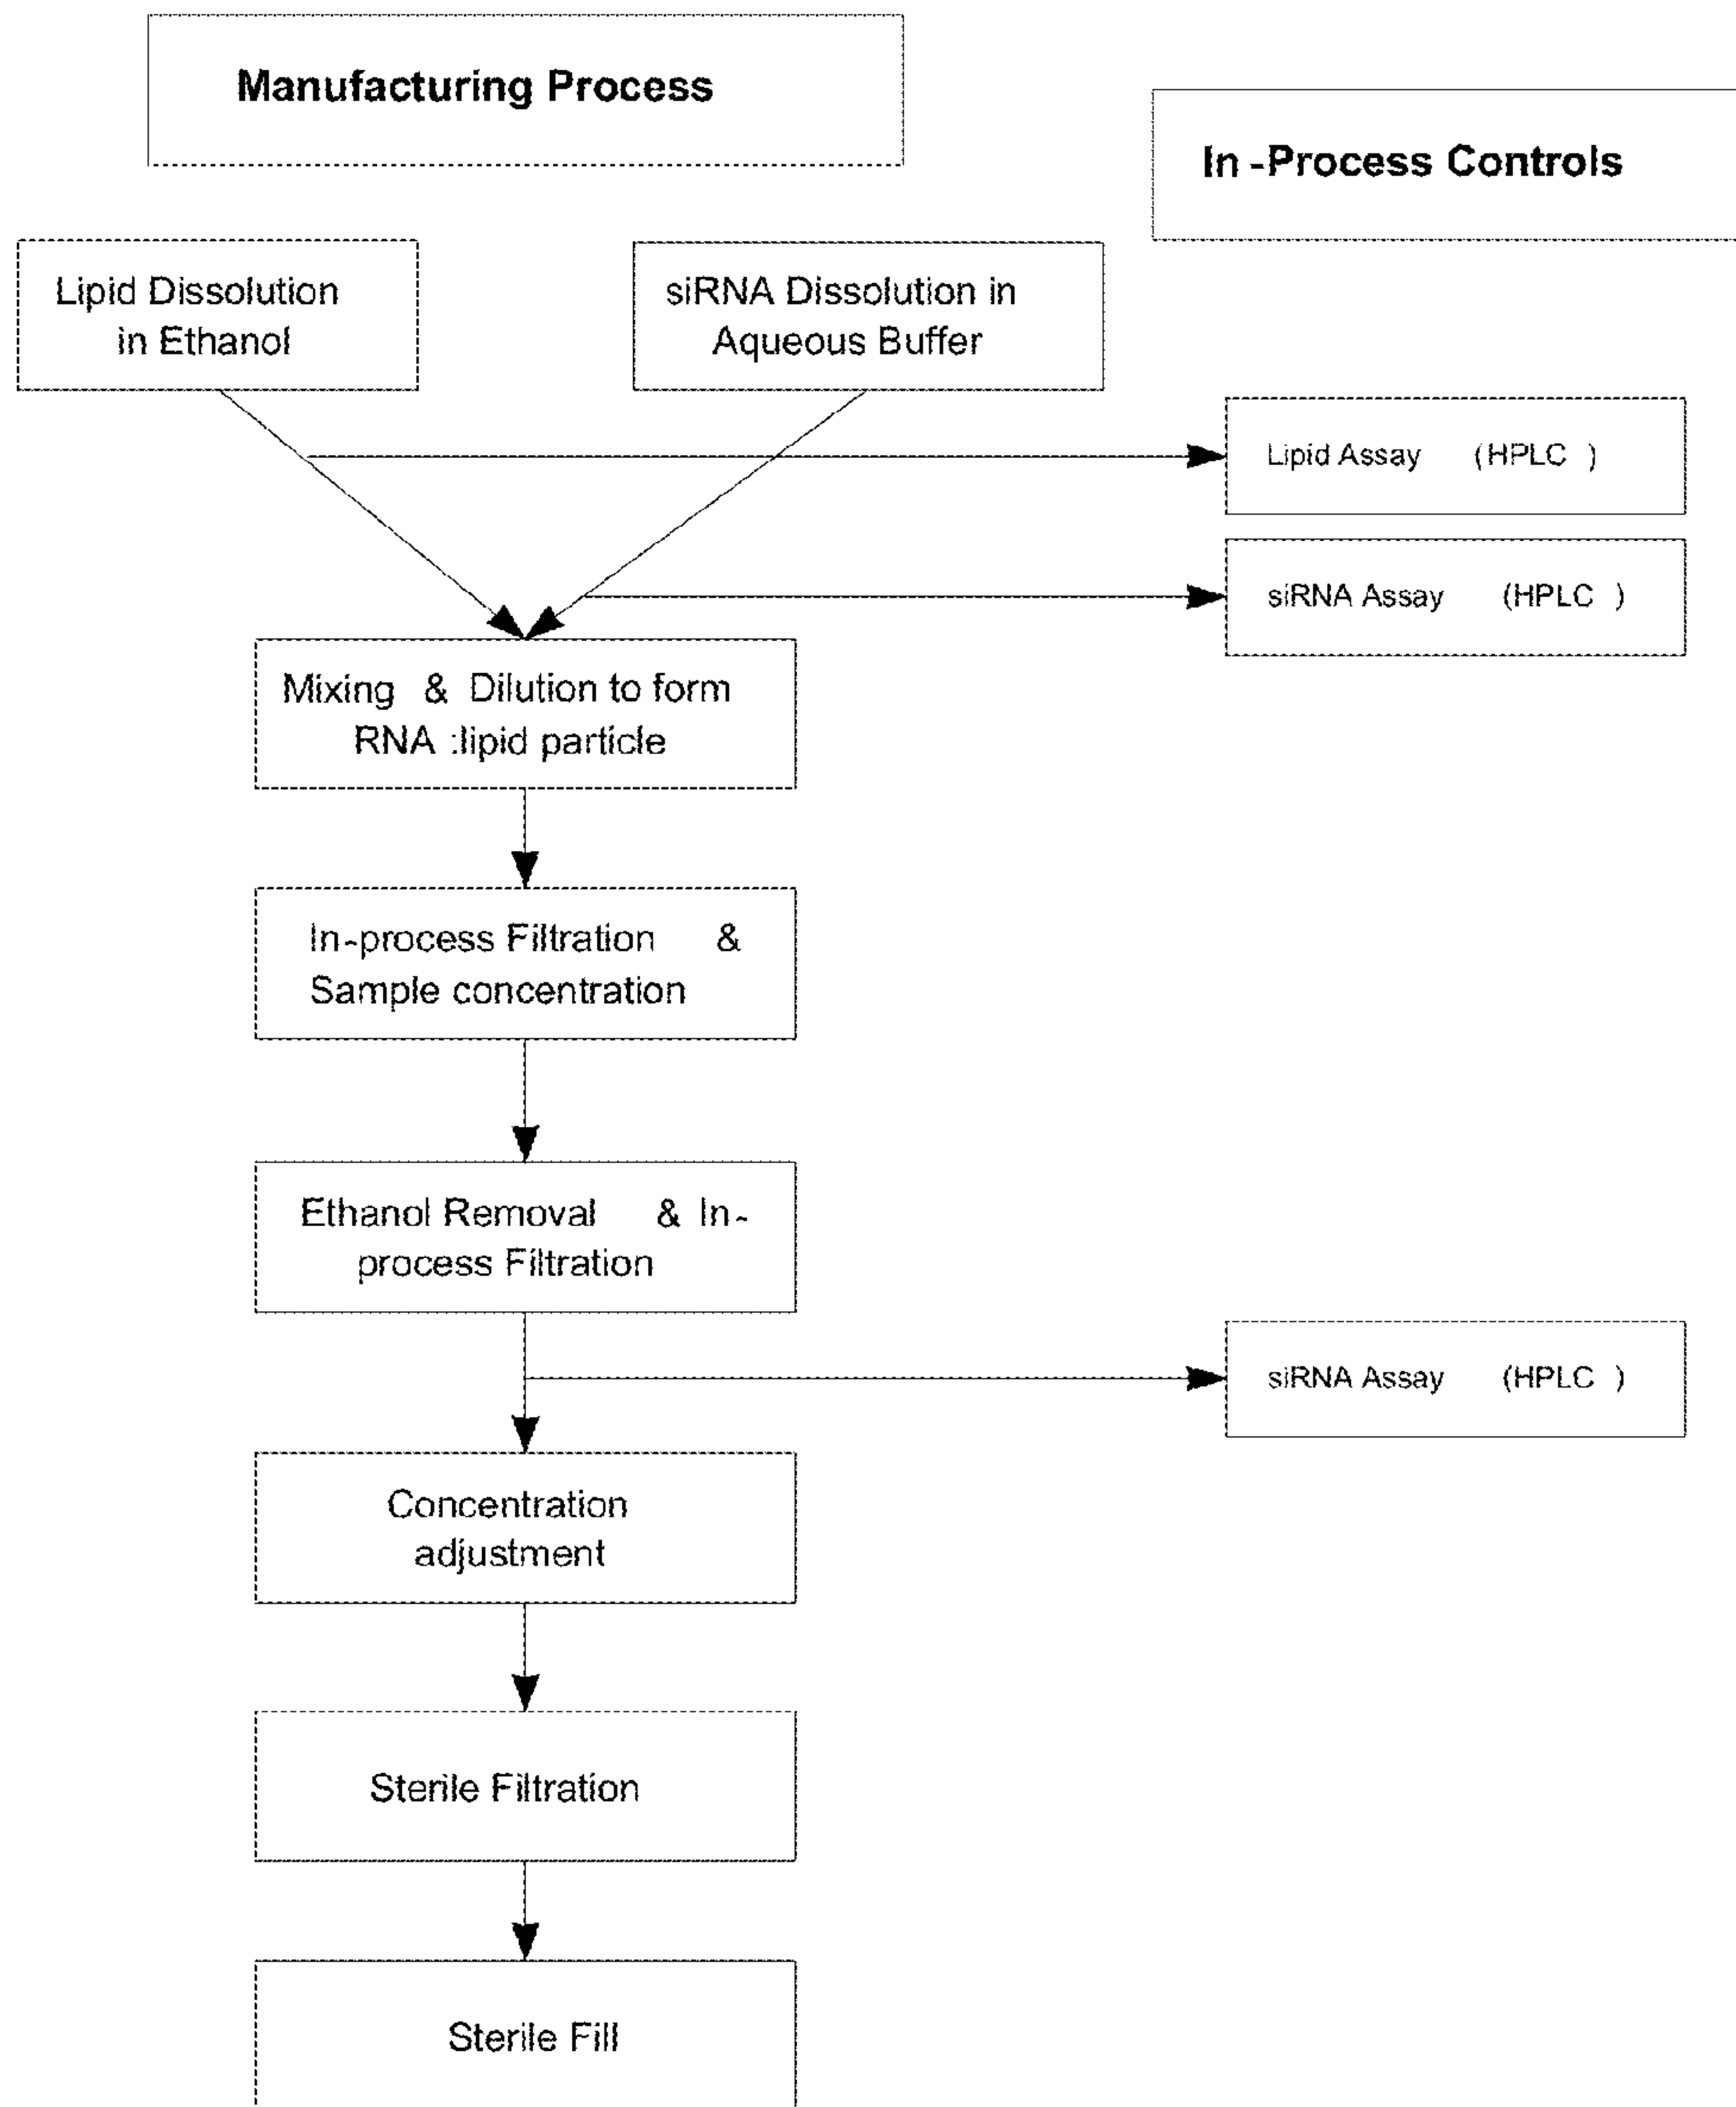 Manufacturing Process
In -Process Controls
Lipid Dissolution
in Ethanol
siRNA Dissolution in
Aqueous Buffer
Lipid Assay (HPLC )
siRNA Assay (HPLC )
Mixing & Dilution to form
RNA :lipid particle
In-process Filtration &
Sample concentration
Ethanol Removal & In-
process Filtration
siRNA Assay (HPLC )
Concentration
adjustment
Sterile Filtration
Sterile Fill